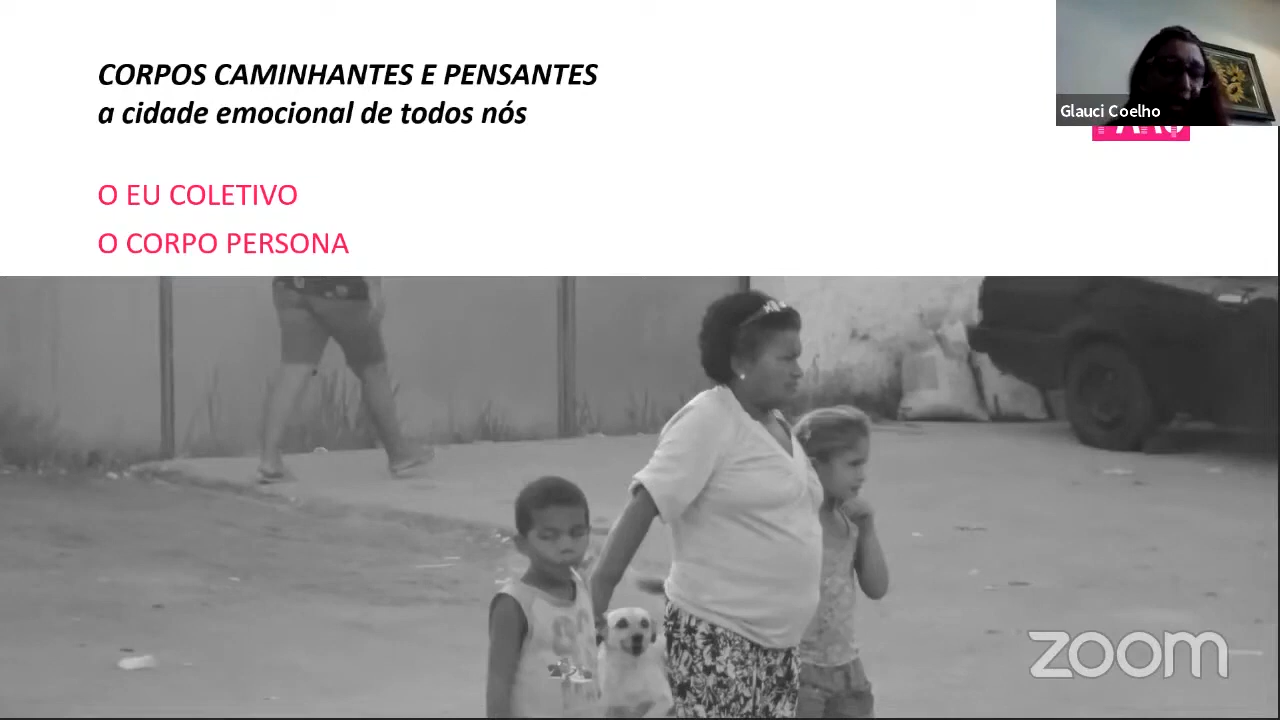 CORPOS CAMINHANTES E PENSANTES
a cidade emocional de todos nós
O EU COLETIVO
O CORPO PERSONA
Glauci Coelho
zoom